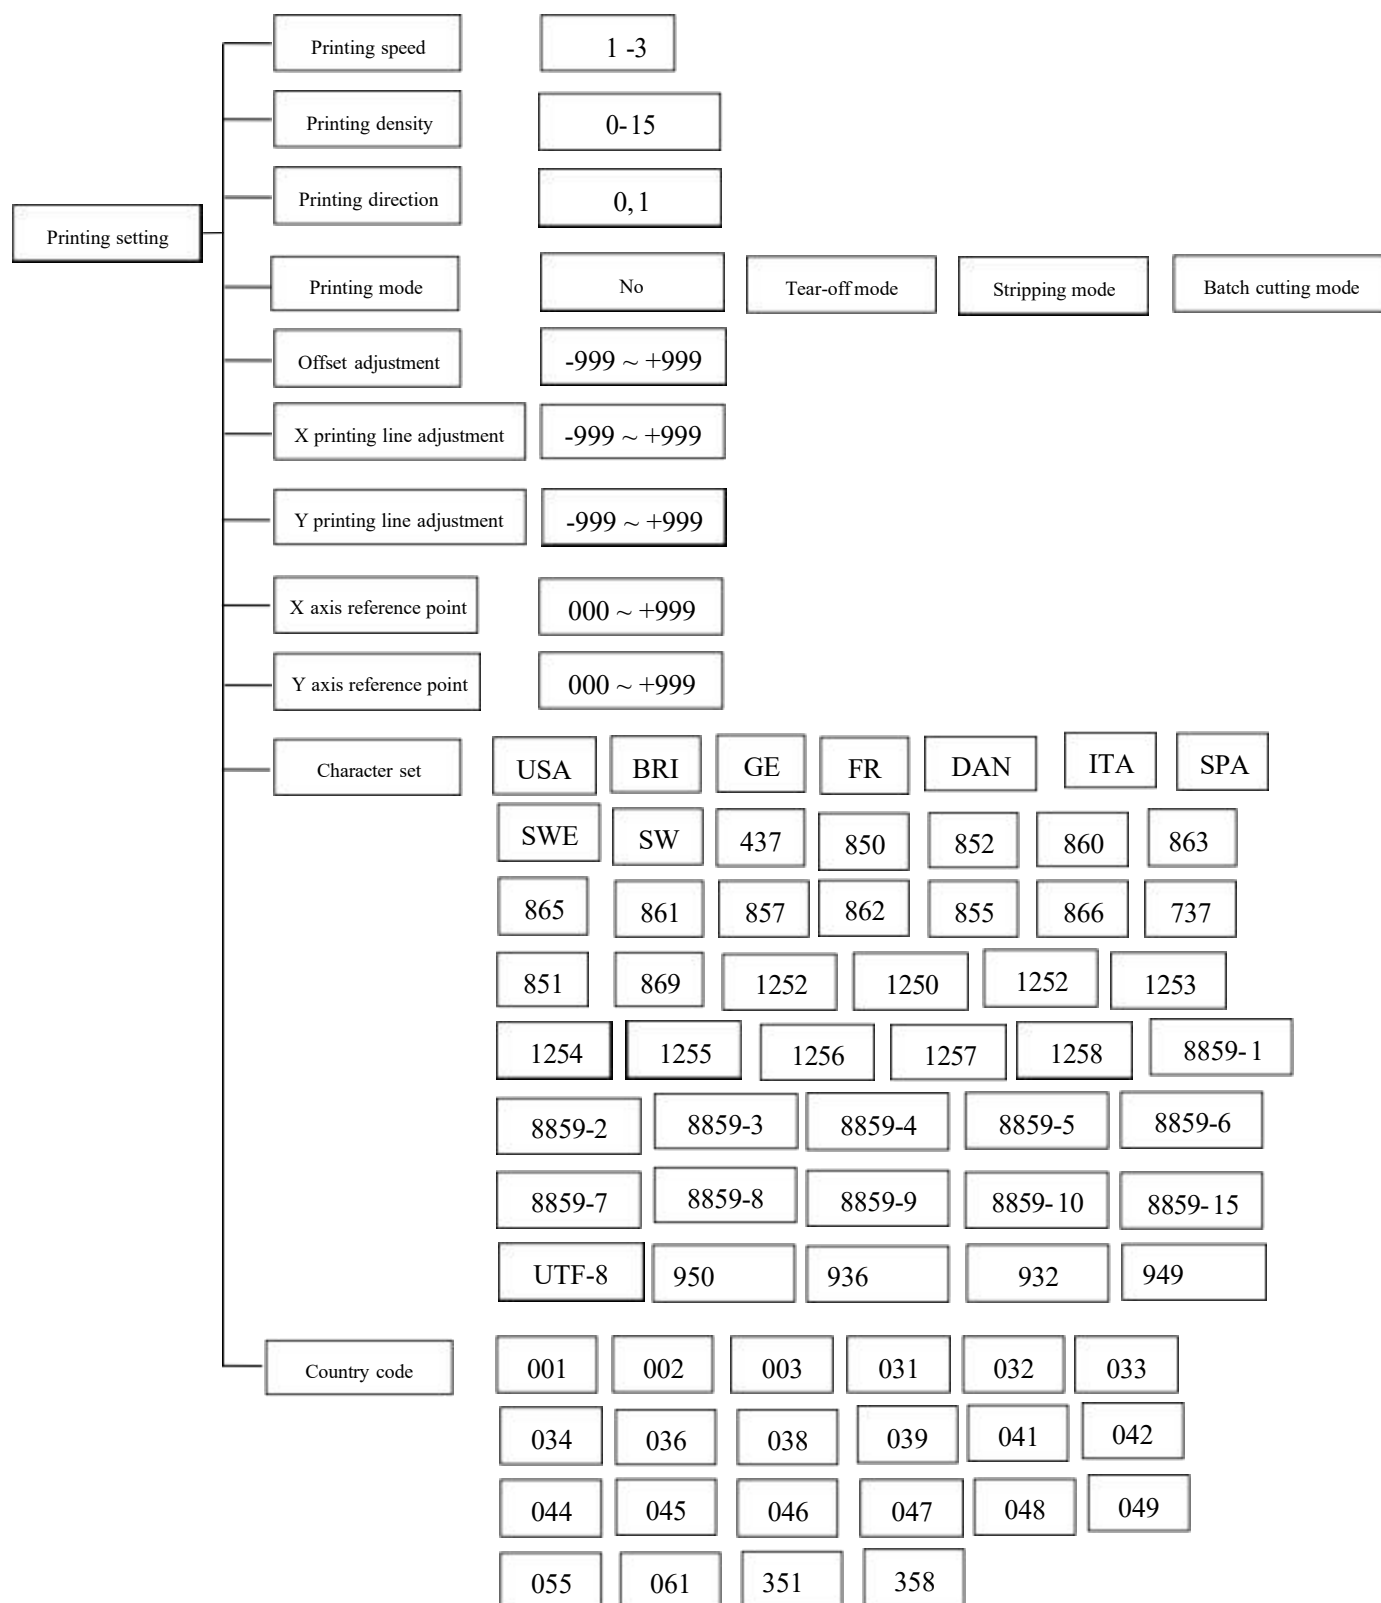 Printing speed 1 -3
Printing density 0-15
Printing direction 0, 1
Printing setting
Printing mode No Tear-off mode Stripping mode Batch cutting mode
Offset adjustment -999 ~ +999
X printing line adjustment -999 ~ +999
Y printing line adjustment -999 ~ +999
X axis reference point 000 ~ +999
Y axis reference point 000 ~ +999
Character set USA BRI GE FR DAN ITA SPA
SWE SW 437 850 852 860 863
865 861 857 862 855 866 737
851 869 1252 1250 1252 1253
1254 1255 1256 1257 1258 8859-1
8859-2 8859-3 8859-4 8859-5 8859-6
8859-7 8859-8 8859-9 8859-10 8859-15
UTF-8 950 936 932 949
Country code 001 002 003 031 032 033
034 036 038 039 041 042
044 045 046 047 048 049
055 061 351 358